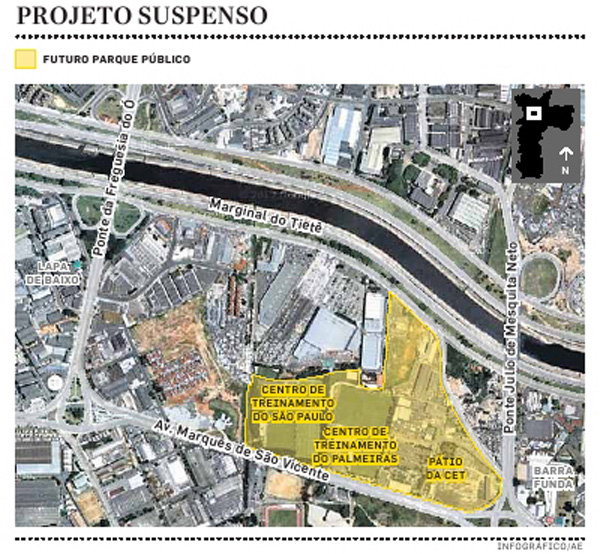 PROJETO SUSPENSO
FUTURO PARQUE PÚBLICO
Ponte da Freguesia do Ó
N
Marginal do Tietê
LAPA
DE BAIXO
Ponte Julio de Mesquita Neto
CENTRO DE
TREINAMENTO
DO SÃO PAULO
CENTRO DE
TREINAMENTO
DO PALMEIRAS
AV. Marquês de São Vicente
PÁTIO
DA CET
BARRA
FUNDA
INFOGRÁFICO/AE